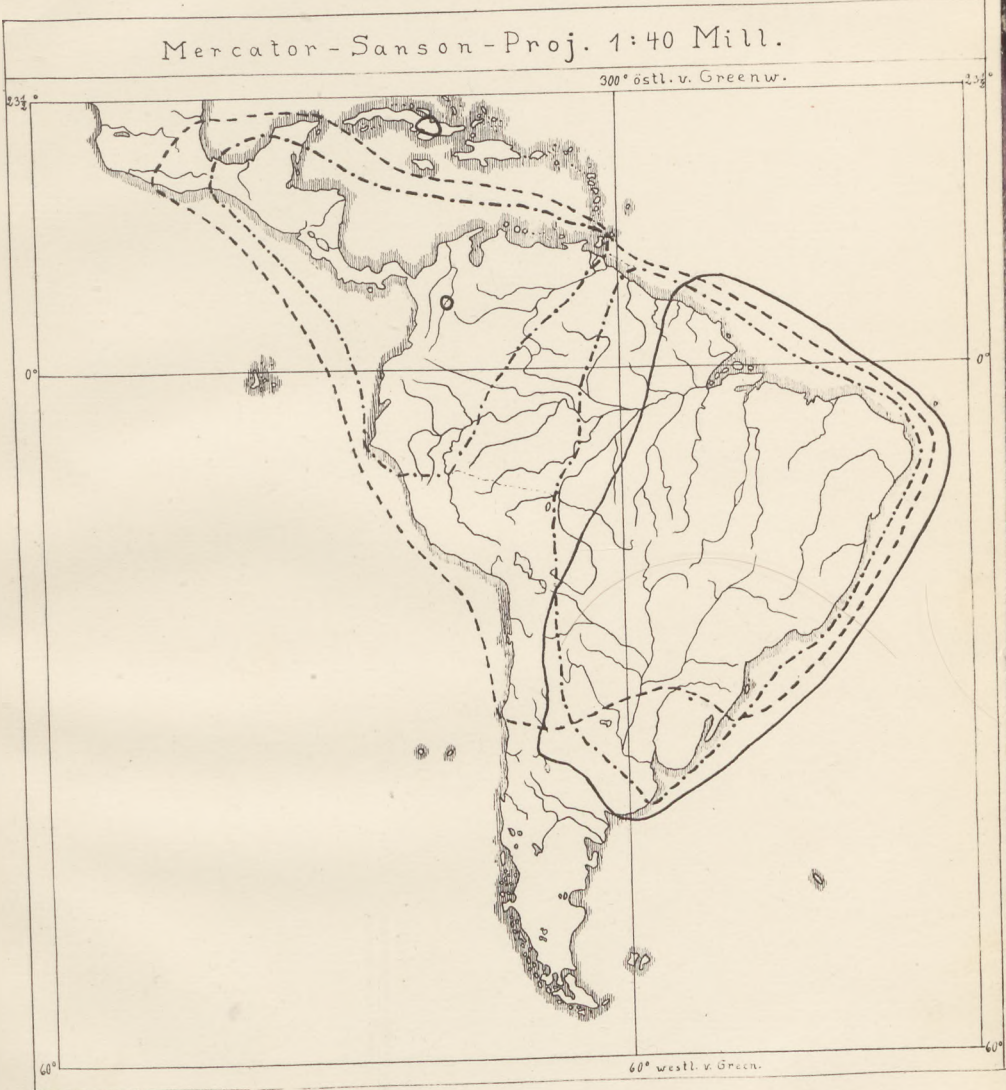 Mercator-Sanson-Proj. 1:40 Mill.
300° östl. v. Greenw.
23½° 23½°
0° 0°
60° 60° westl. v. Green. 60°